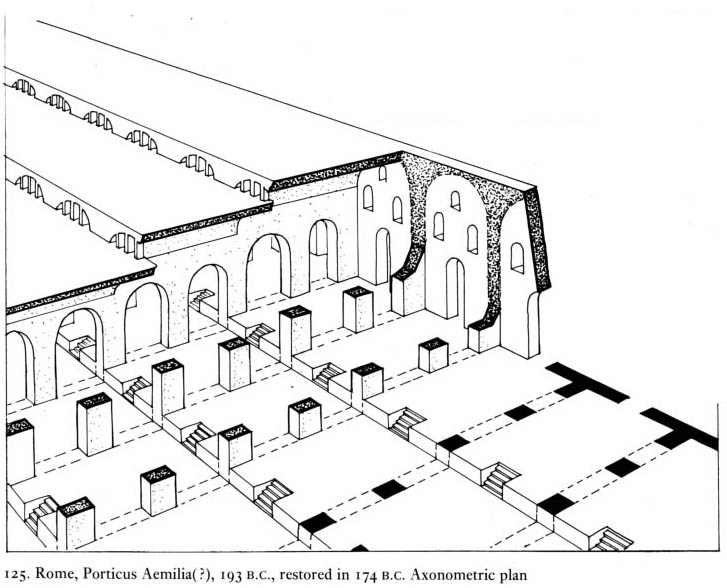 125. Rome, Porticus Aemilia(?), 193 B.C., restored in 174 B.C. Axonometric plan